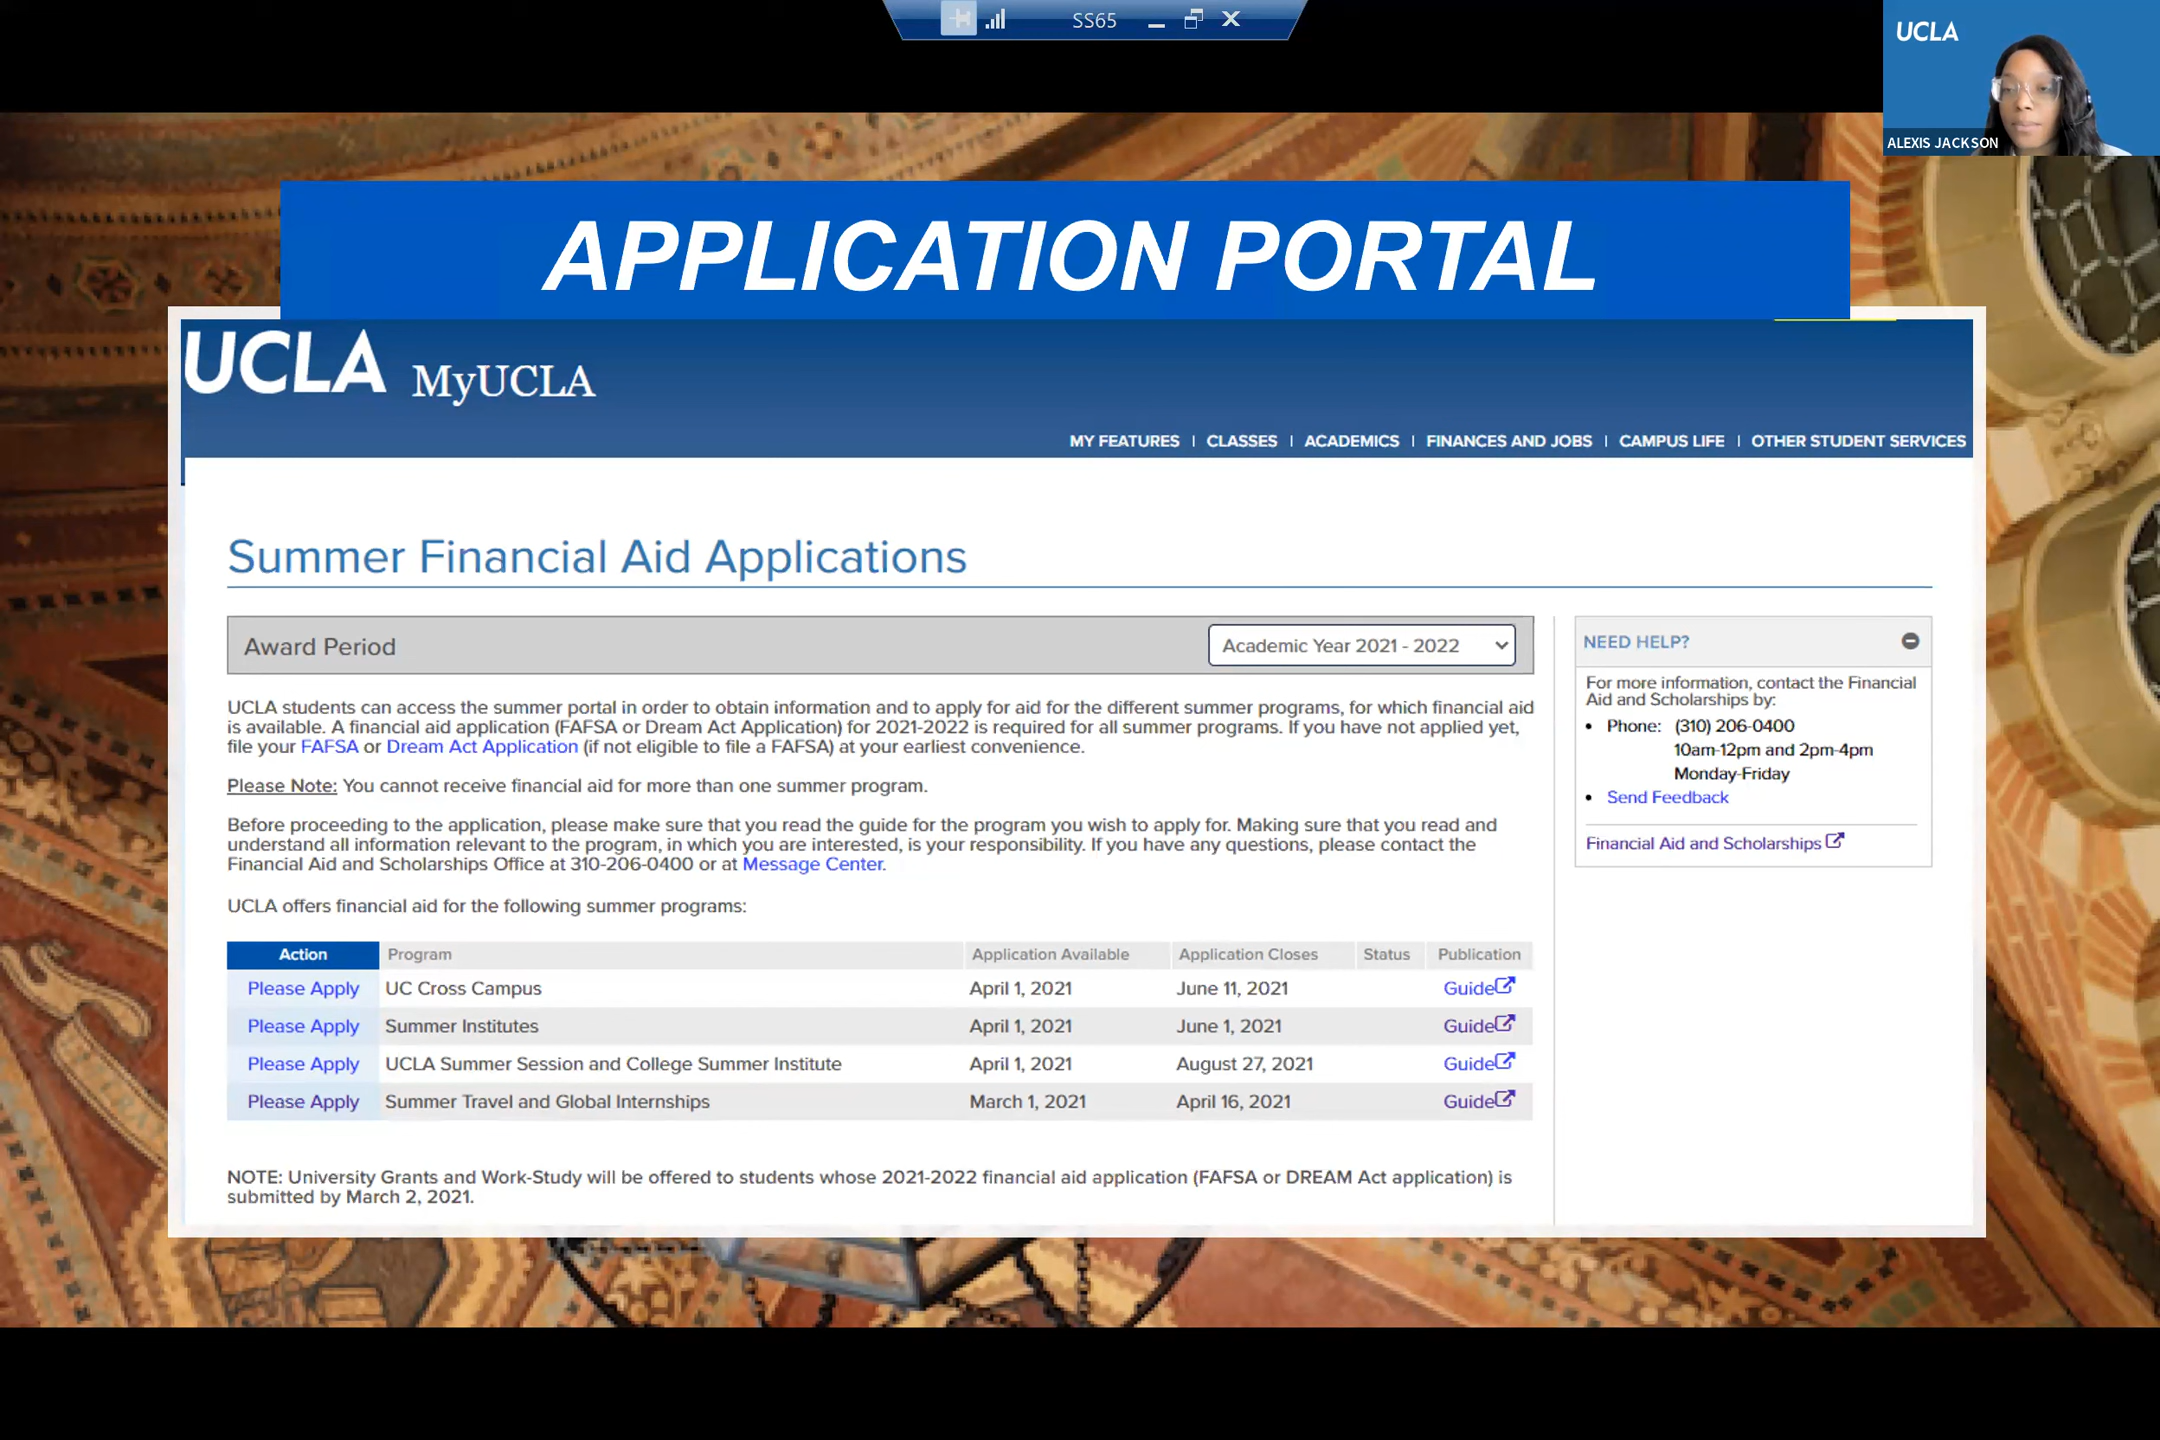 SS65
UCLA
ALEXIS JACKSON
APPLICATION PORTAL
UCLA MyUCLA
MY FEATURES | CLASSES | ACADEMICS | FINANCES AND JOBS | CAMPUS LIFE | OTHER STUDENT SERVICES
Summer Financial Aid Applications
Award Period Academic Year 2021 - 2022
UCLA students can access the summer portal in order to obtain information and to apply for aid for the different summer programs, for which financial aid
is available. A financial aid application (FAFSA or Dream Act Application) for 2021-2022 is required for all summer programs. If you have not applied yet,
file your FAFSA or Dream Act Application (if not eligible to file a FAFSA) at your earliest convenience.
Please Note: You cannot receive financial aid for more than one summer program.
Before proceeding to the application, please make sure that you read the guide for the program you wish to apply for. Making sure that you read and
understand all information relevant to the program, in which you are interested, is your responsibility. If you have any questions, please contact the
Financial Aid and Scholarships Office at 310-206-0400 or at Message Center.
UCLA offers financial aid for the following summer programs:
Action Program Application Available Application Closes Status Publication
Please Apply UC Cross Campus April 1, 2021 June 11, 2021 Guide
Please Apply Summer Institutes April 1, 2021 June 1, 2021 Guide
Please Apply UCLA Summer Session and College Summer Institute April 1, 2021 August 27, 2021 Guide
Please Apply Summer Travel and Global Internships March 1, 2021 April 16, 2021 Guide
NOTE: University Grants and Work-Study will be offered to students whose 2021-2022 financial aid application (FAFSA or DREAM Act application) is
submitted by March 2, 2021.
NEED HELP?
For more information, contact the Financial
Aid and Scholarships by:
• Phone: (310) 206-0400
10am-12pm and 2pm-4pm
Monday-Friday
• Send Feedback
Financial Aid and Scholarships